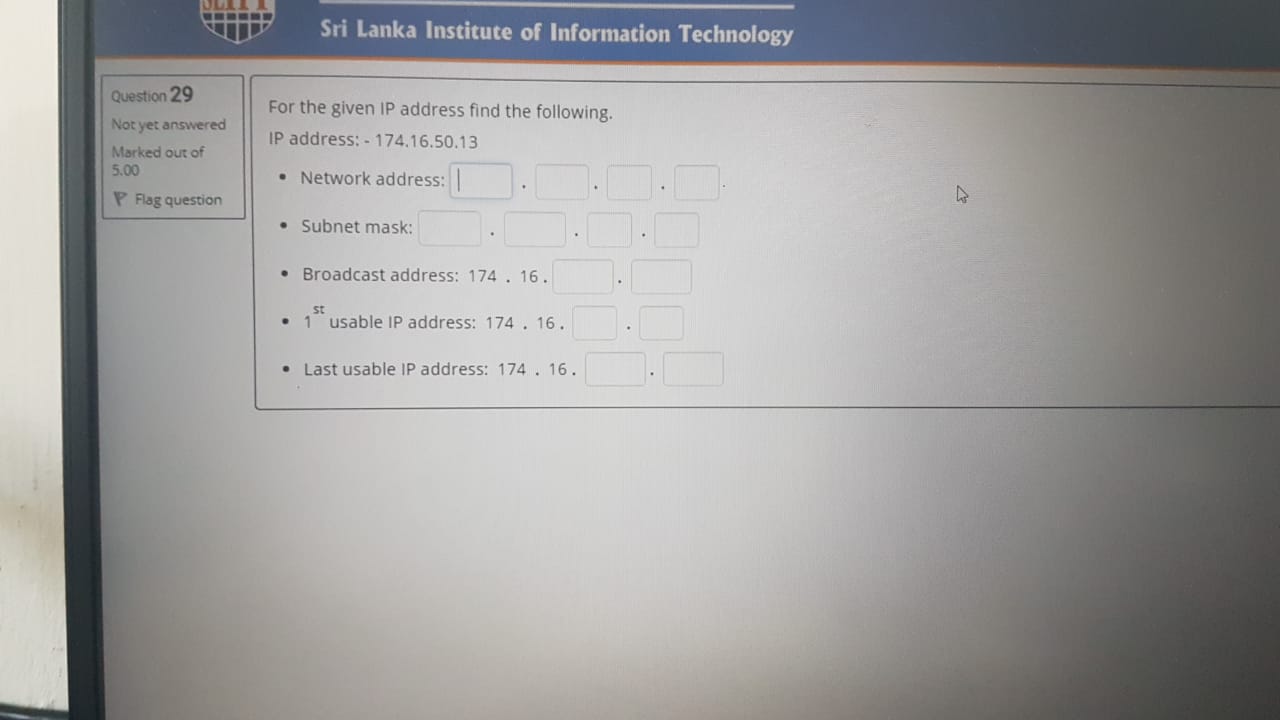 SLIIT
Sri Lanka Institute of Information Technology
Question 29
Not yet answered
Marked out of
5.00
Flag question
For the given IP address find the following.
IP address: - 174.16.50.13
• Network address: . . . .
• Subnet mask: . . .
• Broadcast address: 174 . 16 . .
• 1st usable IP address: 174 . 16 . .
• Last usable IP address: 174 . 16 . .